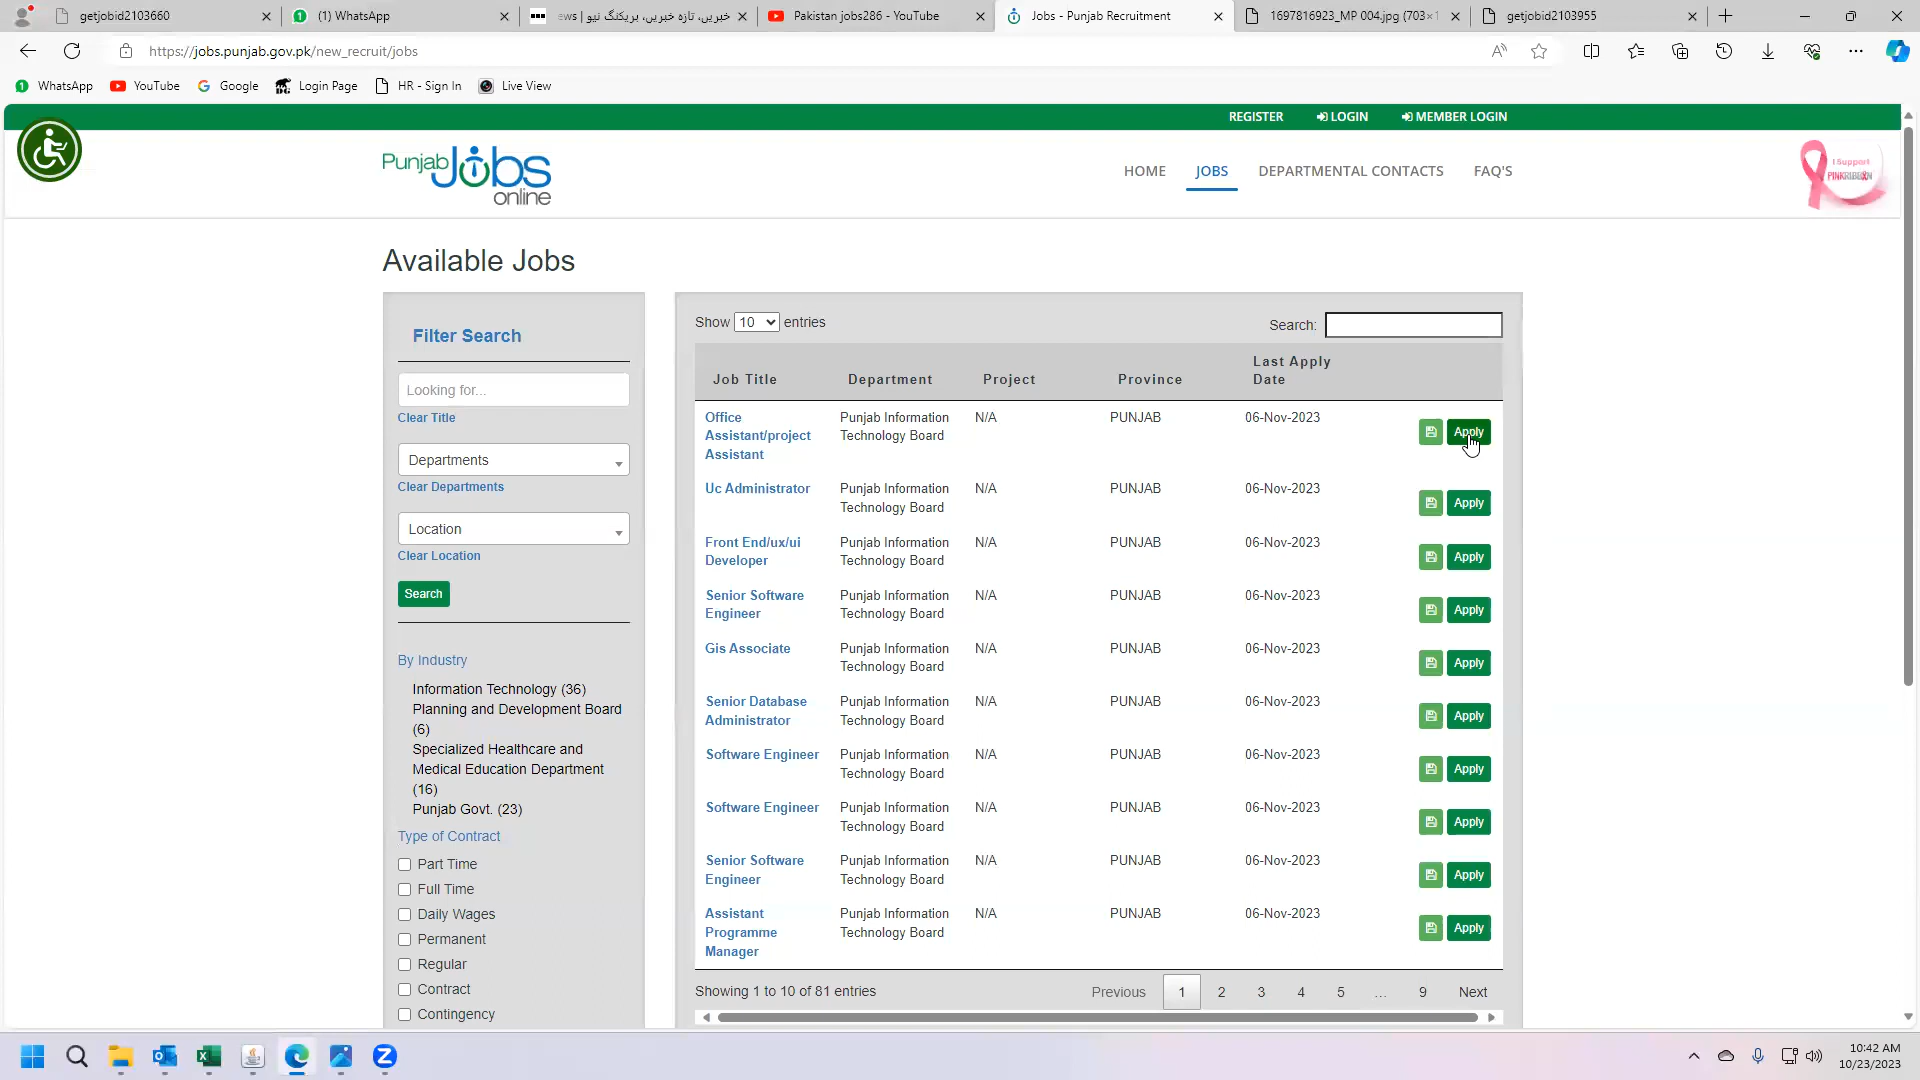 getjobid2103660
(1) WhatsApp
خبریں، تازہ خبریں، بریکنگ نیو | ews
Pakistan jobs286 - YouTube
Jobs - Punjab Recruitment
1697816923_MP 004.jpg (703×1
getjobid2103955
https://jobs.punjab.gov.pk/new_recruit/jobs
WhatsApp
YouTube
Google
Login Page
HR - Sign In
Live View
REGISTER
LOGIN
MEMBER LOGIN
Punjab Jobs online
HOME
JOBS
DEPARTMENTAL CONTACTS
FAQ'S
I Support
PINKRIBBON
Available Jobs
Filter Search
Looking for...
Clear Title
Departments
Clear Departments
Location
Clear Location
Search
By Industry
Information Technology (36)
Planning and Development Board
(6)
Specialized Healthcare and
Medical Education Department
(16)
Punjab Govt. (23)
Type of Contract
Part Time
Full Time
Daily Wages
Permanent
Regular
Contract
Contingency
Show 10 entries
Search:
Job Title Department Project Province Last Apply
Date
Office Punjab Information N/A PUNJAB 06-Nov-2023
Assistant/project Technology Board Apply
Assistant
Uc Administrator Punjab Information N/A PUNJAB 06-Nov-2023
Technology Board Apply
Front End/ux/ui Punjab Information N/A PUNJAB 06-Nov-2023
Developer Technology Board Apply
Senior Software Punjab Information N/A PUNJAB 06-Nov-2023
Engineer Technology Board Apply
Gis Associate Punjab Information N/A PUNJAB 06-Nov-2023
Technology Board Apply
Senior Database Punjab Information N/A PUNJAB 06-Nov-2023
Administrator Technology Board Apply
Software Engineer Punjab Information N/A PUNJAB 06-Nov-2023
Technology Board Apply
Software Engineer Punjab Information N/A PUNJAB 06-Nov-2023
Technology Board Apply
Senior Software Punjab Information N/A PUNJAB 06-Nov-2023
Engineer Technology Board Apply
Assistant Punjab Information N/A PUNJAB 06-Nov-2023
Programme Technology Board Apply
Manager
Showing 1 to 10 of 81 entries
Previous 1 2 3 4 5 … 9 Next
10:42 AM
10/23/2023